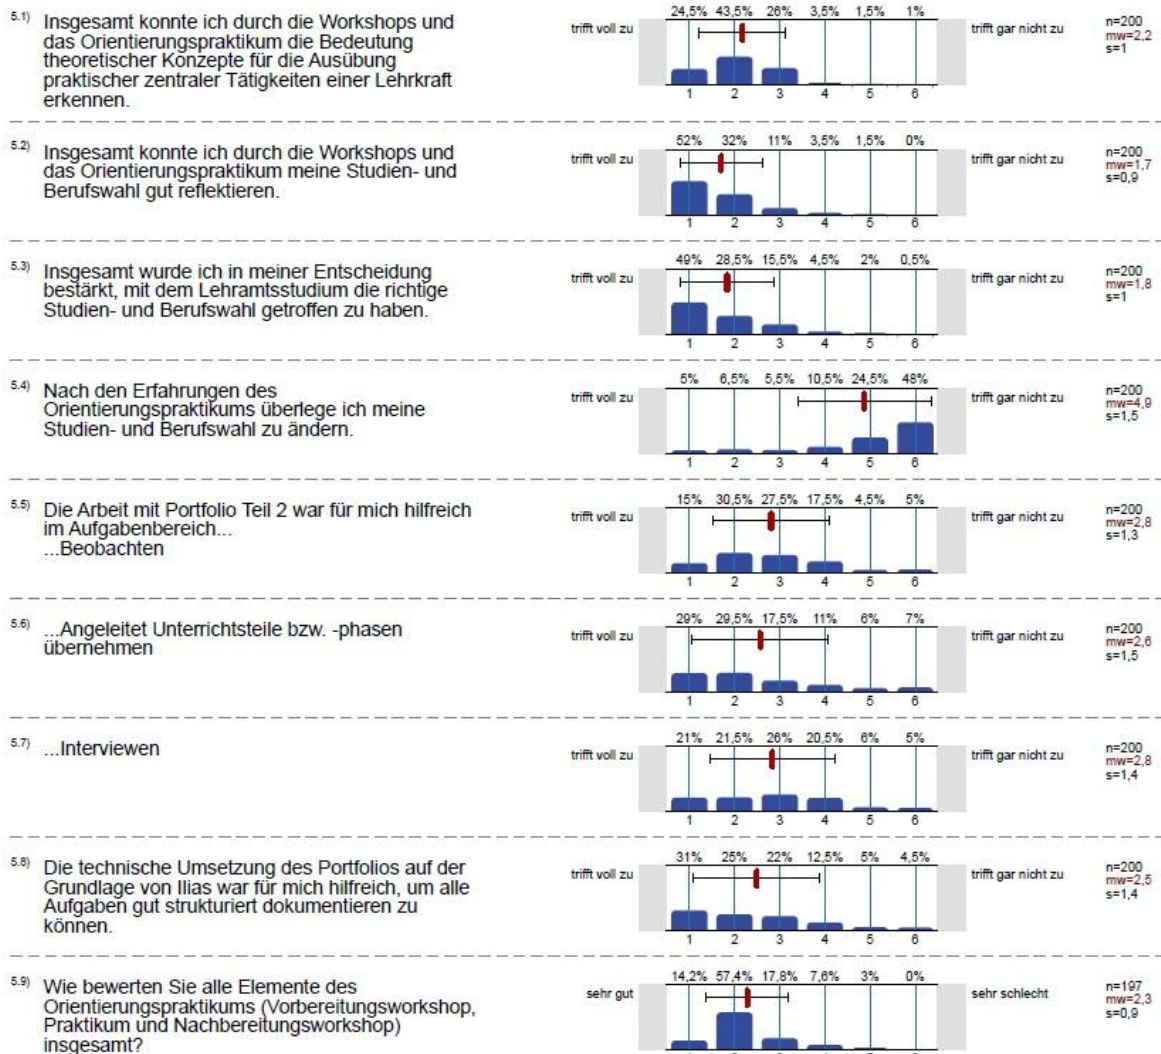 5.1) Insgesamt konnte ich durch die Workshops und
das Orientierungspraktikum die Bedeutung
theoretischer Konzepte für die Ausübung
praktischer zentraler Tätigkeiten einer Lehrkraft
erkennen.
24,5% 43,5% 26% 3,5% 1,5% 1%
trifft voll zu
trifft gar nicht zu
n=200
mw=2,2
s=1
1 2 3 4 5 6
5.2) Insgesamt konnte ich durch die Workshops und
das Orientierungspraktikum meine Studien- und
Berufswahl gut reflektieren.
52% 32% 11% 3,5% 1,5% 0%
trifft voll zu
trifft gar nicht zu
n=200
mw=1,7
s=0,9
1 2 3 4 5 6
5.3) Insgesamt wurde ich in meiner Entscheidung
bestärkt, mit dem Lehramtsstudium die richtige
Studien- und Berufswahl getroffen zu haben.
49% 28,5% 15,5% 4,5% 2% 0,5%
trifft voll zu
trifft gar nicht zu
n=200
mw=1,8
s=1
1 2 3 4 5 6
5.4) Nach den Erfahrungen des
Orientierungspraktikums überlege ich meine
Studien- und Berufswahl zu ändern.
5% 6,5% 5,5% 10,5% 24,5% 48%
trifft voll zu
trifft gar nicht zu
n=200
mw=4,9
s=1,5
1 2 3 4 5 6
5.5) Die Arbeit mit Portfolio Teil 2 war für mich hilfreich
im Aufgabenbereich...
...Beobachten
15% 30,5% 27,5% 17,5% 4,5% 5%
trifft voll zu
trifft gar nicht zu
n=200
mw=2,8
s=1,3
1 2 3 4 5 6
5.6) ...Angeleitet Unterrichtsteile bzw. -phasen
übernehmen
29% 29,5% 17,5% 11% 6% 7%
trifft voll zu
trifft gar nicht zu
n=200
mw=2,6
s=1,5
1 2 3 4 5 6
5.7) ...Interviewen
21% 21,5% 26% 20,5% 6% 5%
trifft voll zu
trifft gar nicht zu
n=200
mw=2,8
s=1,4
1 2 3 4 5 6
5.8) Die technische Umsetzung des Portfolios auf der
Grundlage von Ilias war für mich hilfreich, um alle
Aufgaben gut strukturiert dokumentieren zu
können.
31% 25% 22% 12,5% 5% 4,5%
trifft voll zu
trifft gar nicht zu
n=200
mw=2,5
s=1,4
1 2 3 4 5 6
5.9) Wie bewerten Sie alle Elemente des
Orientierungspraktikums (Vorbereitungsworkshop,
Praktikum und Nachbereitungsworkshop)
insgesamt?
14,2% 57,4% 17,8% 7,6% 3% 0%
sehr gut
sehr schlecht
n=197
mw=2,3
s=0,9